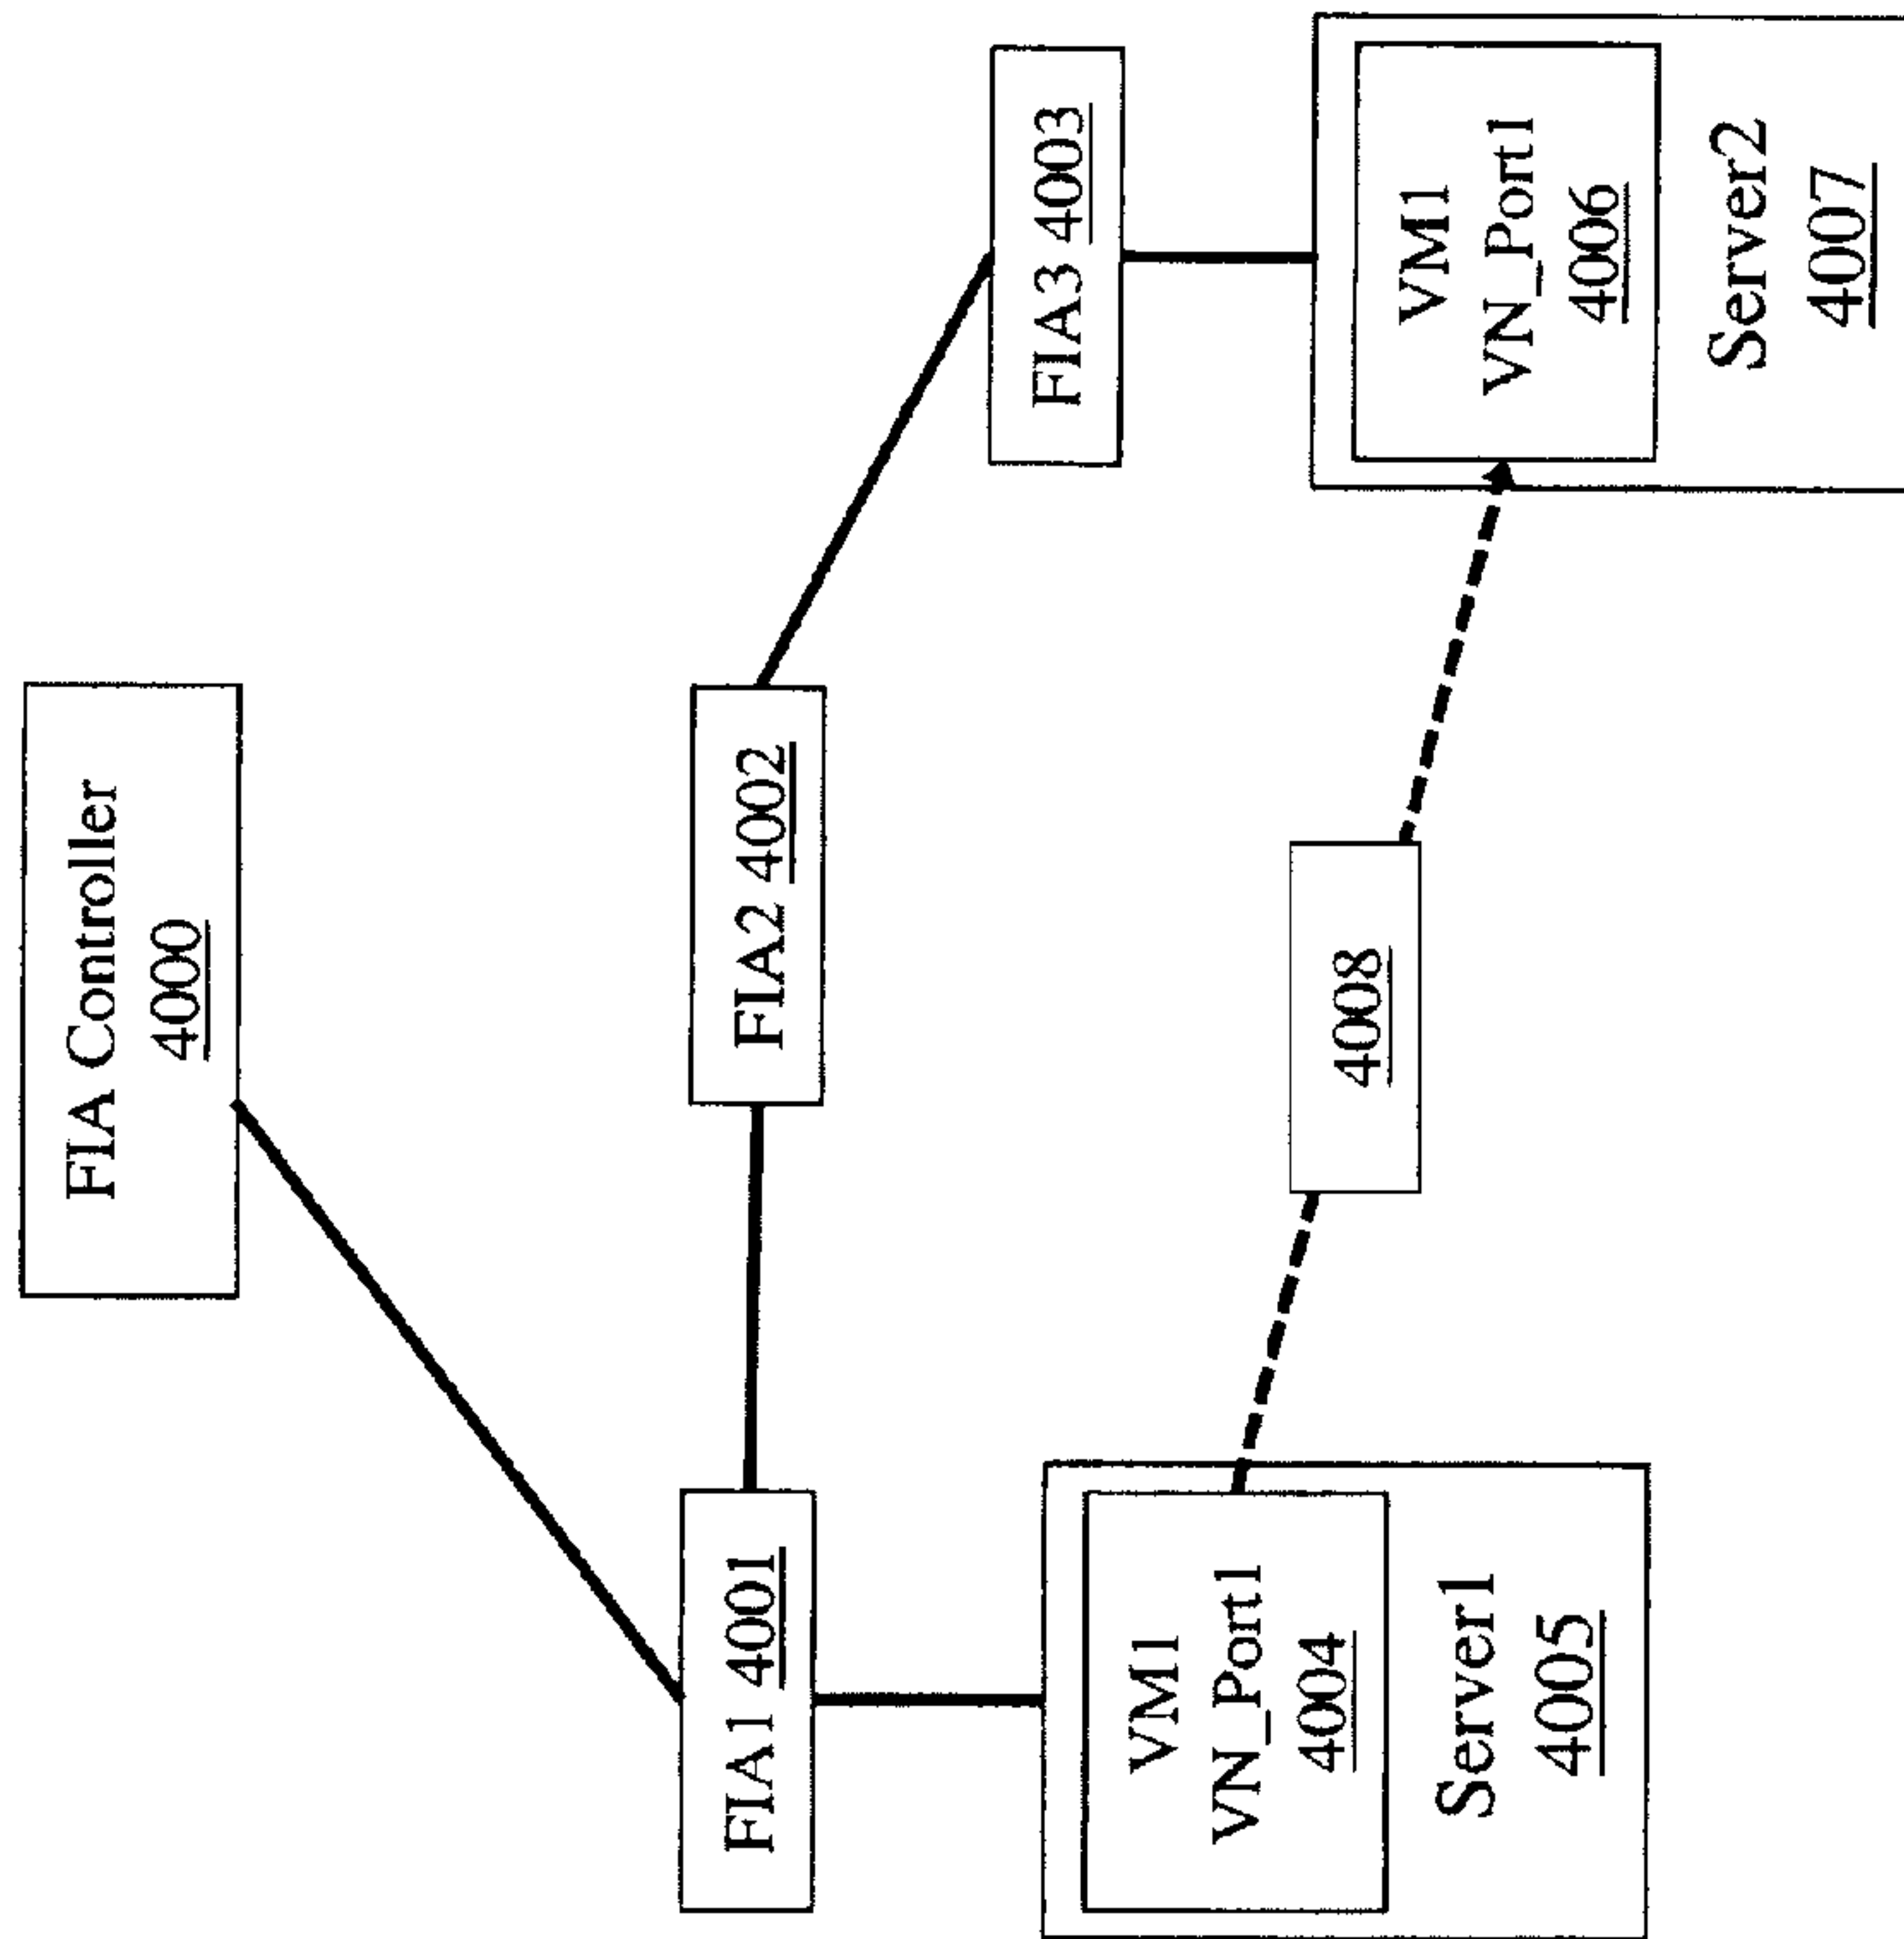 FIA Controller
4000
FIA1 4001
FIA2 4002
FIA3 4003
VM1
VN_Port1
4004
Server1
4005
4008
VM1
VN_Port1
4006
Server2
4007